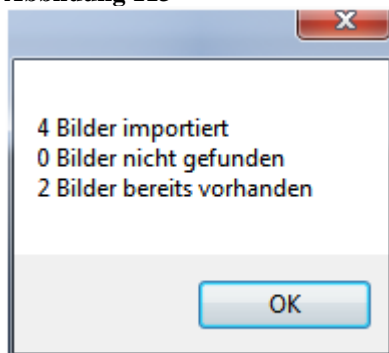 4 Bilder importiert
0 Bilder nicht gefunden
2 Bilder bereits vorhanden
OK